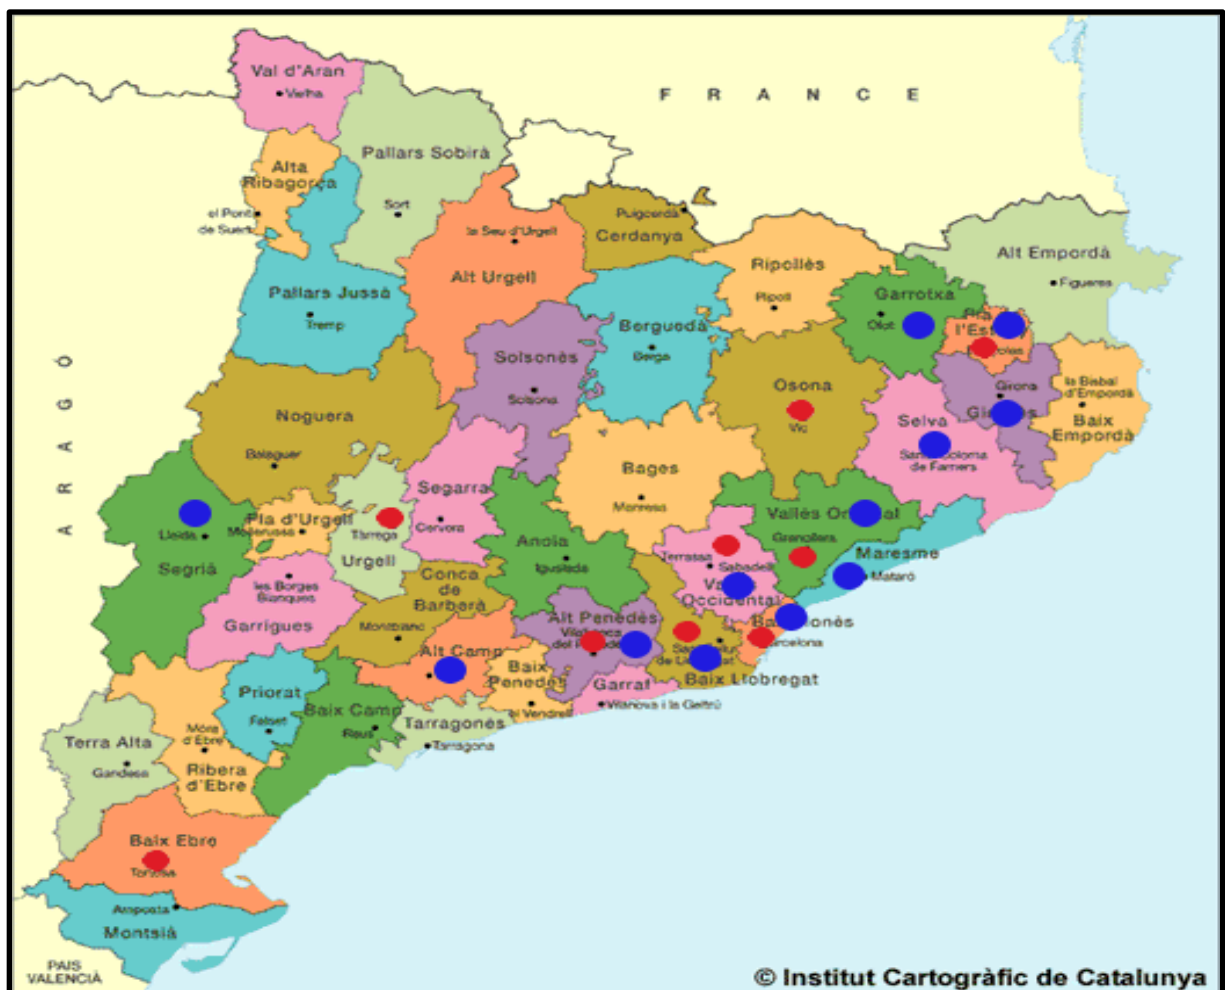 Val d'Aran
Vielha
F R A N C E
Pallars Sobirà
Sort
Alta
Ribagorça
el Pont
de Suert
la Seu d'Urgell
Alt Urgell
Puigcerdà
Cerdanya
Ripollès
Ripoll
Alt Empordà
Figueres
Garrotxa
Olot
Pallars Jussà
Tremp
Berguedà
Berga
Solsonès
Solsona
A R A G Ó
Noguera
Balaguer
Osona
Vic
Girona
la Bisbal
d'Empordà
Baix
Empordà
Selva
de Farners
Bages
Manresa
Segarra
Cervera
Pla d'Urgell
Mollerussa
Tàrrega
Urgell
Lleida
Segrià
les Borges
Blanques
Garrigues
Anoia
Igualada
Vallès
Granollers
Maresme
Mataró
Terrassa
Sabadell
Occidental
Conca
de
Barberà
Montblanc
Alt Penedès
Alt Camp
Baix
Penedès
el Vendrell
Garraf
Vilanova i la Geltrú
Baix Llobregat
Priorat
Falset
Baix Camp
Reus
Tarragonès
Tarragona
Terra Alta
Gandesa
Móra
d'Ebre
Ribera
d'Ebre
Baix Ebre
Tortosa
Amposta
Montsià
PAIS
VALENCIÀ
© Institut Cartogràfic de Catalunya